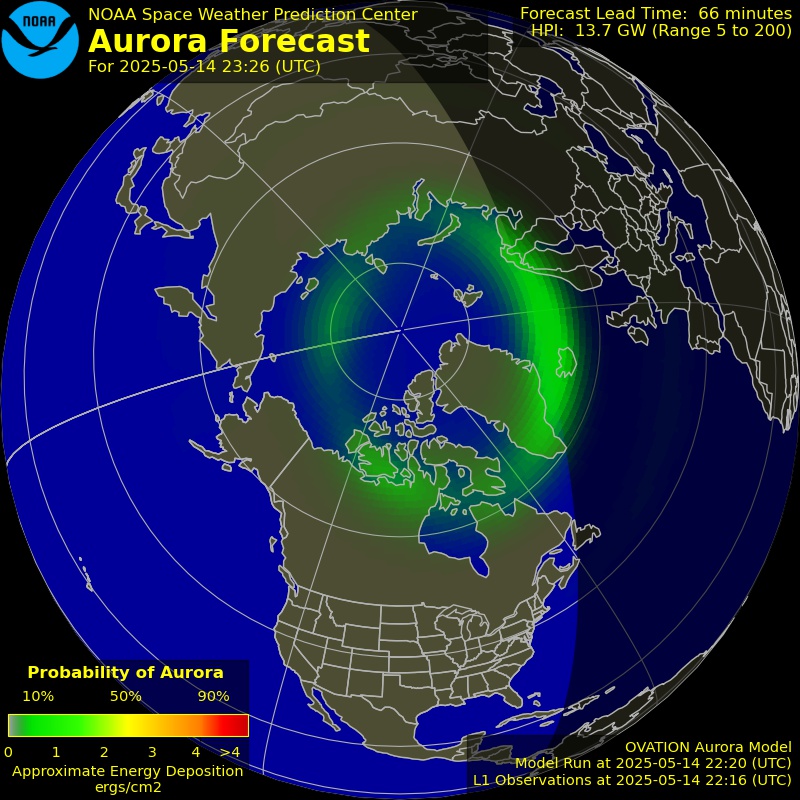 NOAA
NOAA Space Weather Prediction Center
Aurora Forecast
For 2025-05-14 23:26 (UTC)
Forecast Lead Time: 66 minutes
HPI: 13.7 GW (Range 5 to 200)
Probability of Aurora
10% 50% 90%
0 1 2 3 4 >4
Approximate Energy Deposition
ergs/cm2
OVATION Aurora Model
Model Run at 2025-05-14 22:20 (UTC)
L1 Observations at 2025-05-14 22:16 (UTC)